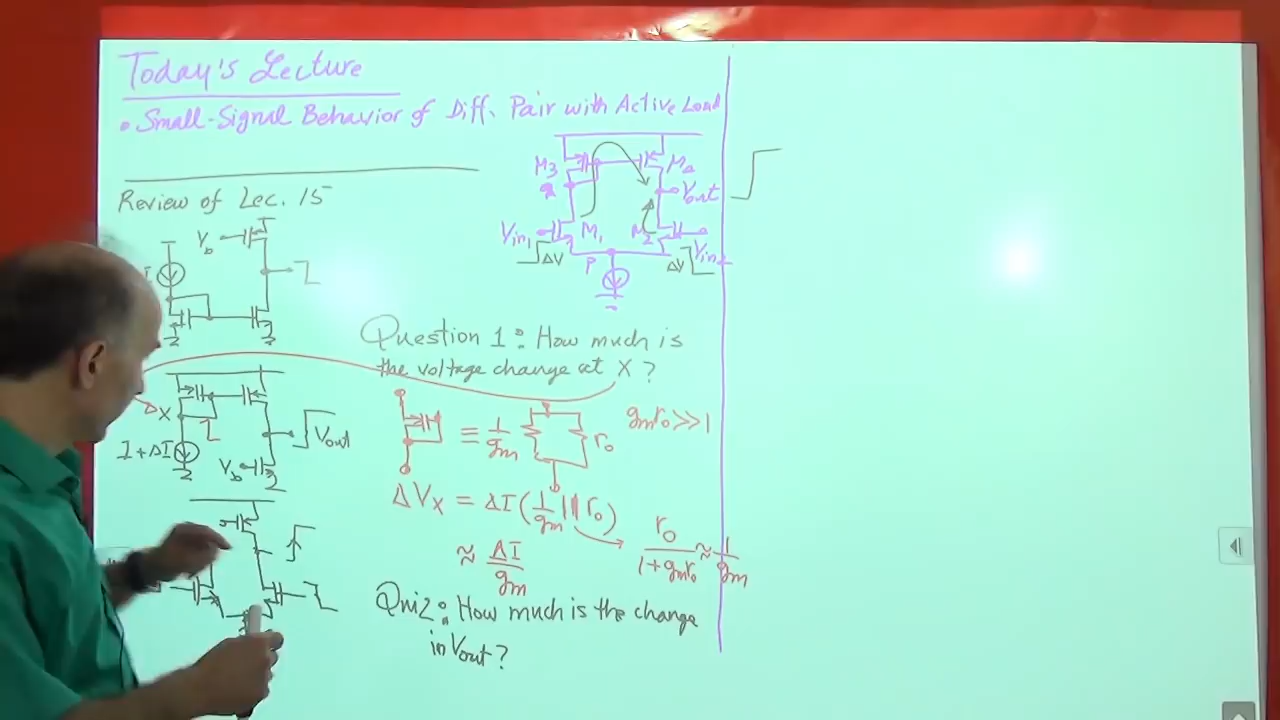 Today's Lecture
• Small-Signal Behavior of Diff. Pair with Active Load
M3
M4
Vout
Vin1
M1
M2
Vin2
ΔV
P
ΔV
Review of Lec. 15
Vb
I
Question 1: How much is
the voltage change at X?
X
I + ΔI
Vb
Vout
≡ 1/gm
ro
gmro >> 1
ΔVX = ΔI (1/gm || ro)
≈ ΔI/gm
ro/(1+gmro) ≈ 1/gm
Quiz: How much is the change
in Vout?